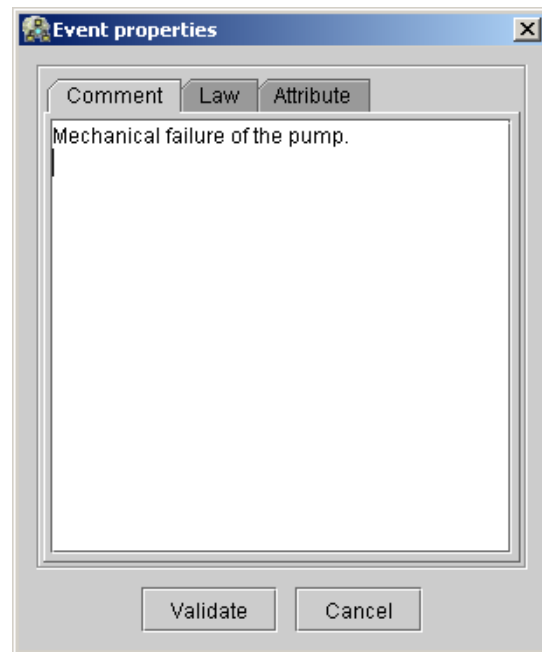 Event properties
Comment Law Attribute
Mechanical failure of the pump.
Validate Cancel